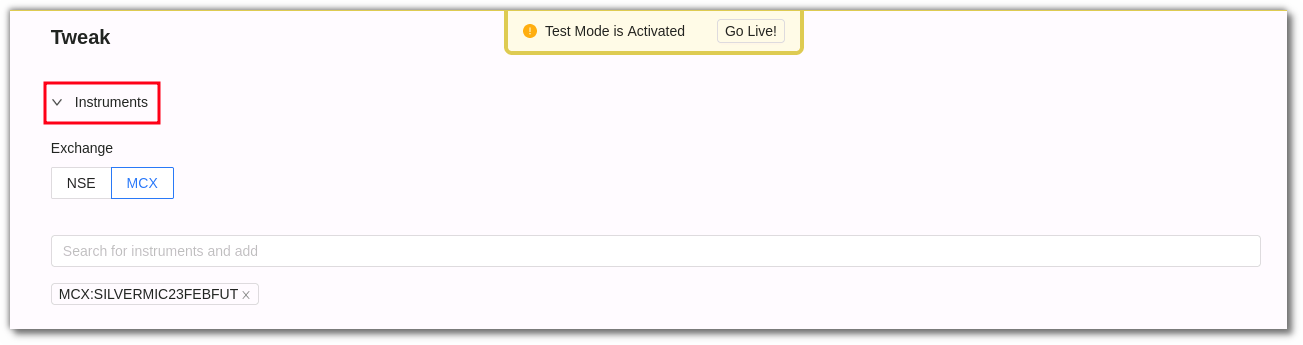 Test Mode is Activated Go Live!
Tweak
Instruments
Exchange
NSE MCX
Search for instruments and add
MCX:SILVERMIC23FEBFUT